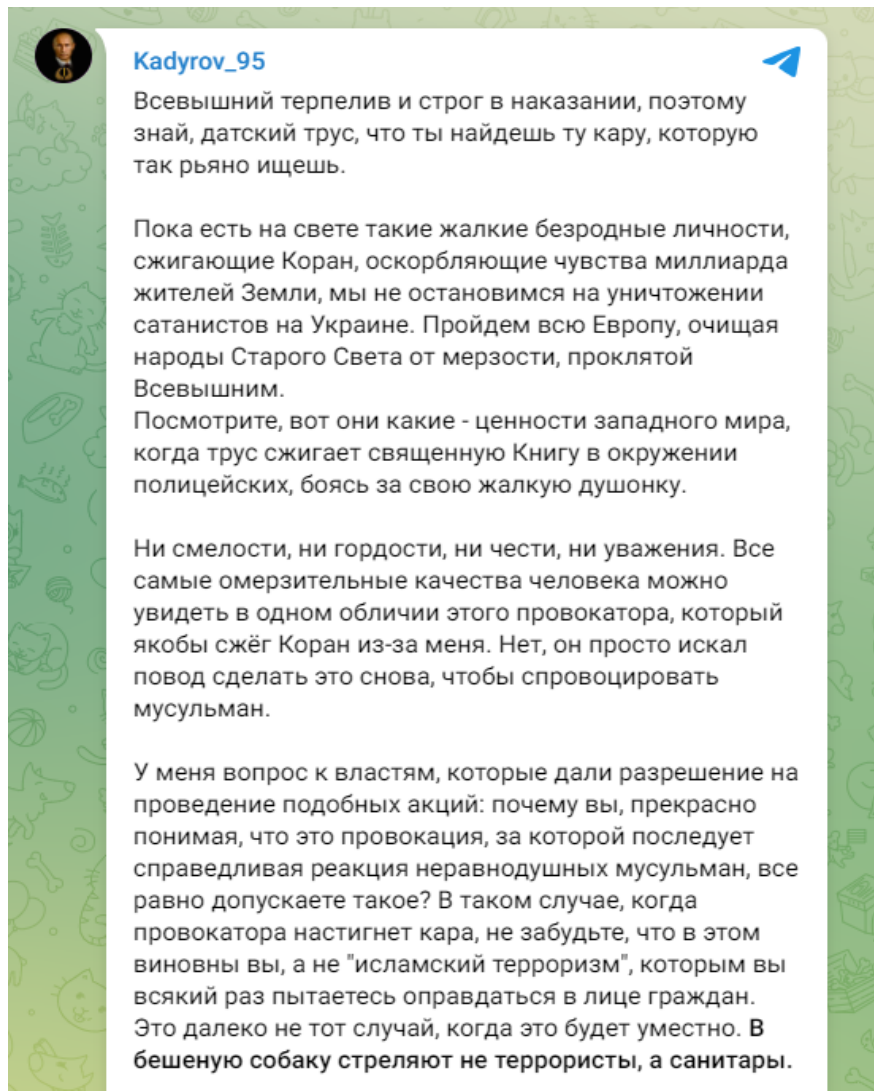 Kadyrov_95
Всевышний терпелив и строг в наказании, поэтому
знай, датский трус, что ты найдешь ту кару, которую
так рьяно ищешь.
Пока есть на свете такие жалкие безродные личности,
сжигающие Коран, оскорбляющие чувства миллиарда
жителей Земли, мы не остановимся на уничтожении
сатанистов на Украине. Пройдем всю Европу, очищая
народы Старого Света от мерзости, проклятой
Всевышним.
Посмотрите, вот они какие - ценности западного мира,
когда трус сжигает священную Книгу в окружении
полицейских, боясь за свою жалкую душонку.
Ни смелости, ни гордости, ни чести, ни уважения. Все
самые омерзительные качества человека можно
увидеть в одном обличии этого провокатора, который
якобы сжёг Коран из-за меня. Нет, он просто искал
повод сделать это снова, чтобы спровоцировать
мусульман.
У меня вопрос к властям, которые дали разрешение на
проведение подобных акций: почему вы, прекрасно
понимая, что это провокация, за которой последует
справедливая реакция неравнодушных мусульман, все
равно допускаете такое? В таком случае, когда
провокатора настигнет кара, не забудьте, что в этом
виновны вы, а не "исламский терроризм", которым вы
всякий раз пытаетесь оправдаться в лице граждан.
Это далеко не тот случай, когда это будет уместно. В
бешеную собаку стреляют не террористы, а санитары.